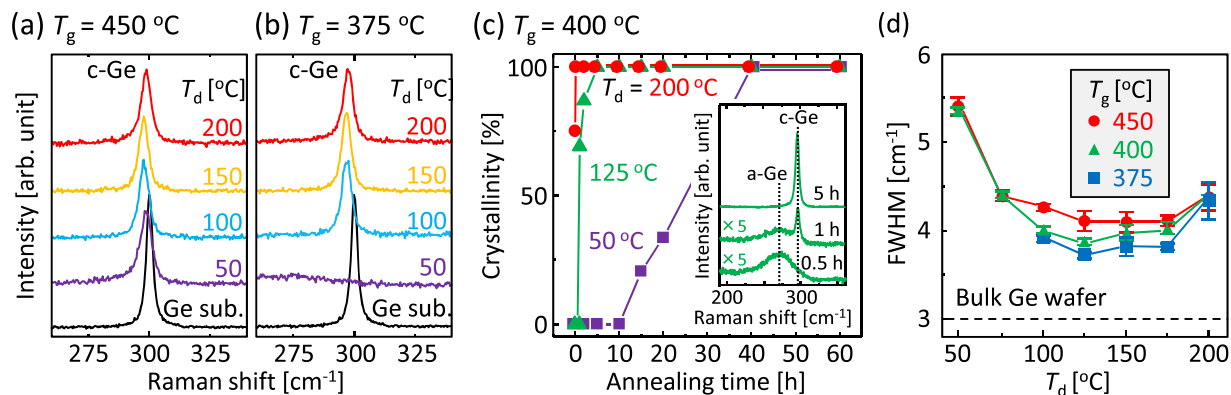 (a) Tg = 450 °C
c-Ge
Td [°C]
200
150
100
50
Ge sub.
Intensity [arb. unit]
275 300 325
(b) Tg = 375 °C
c-Ge
Td [°C]
200
150
100
50
Ge sub.
275 300 325
Raman shift [cm-1]
(c) Tg = 400 °C
Crystallinity [%]
100
50
0
Td = 200 °C
125 °C
50 °C
c-Ge
a-Ge
5 h
× 5
1 h
× 5
0.5 h
Intensity [arb. unit]
200 300
Raman shift [cm-1]
0 10 20 30 40 50 60
Annealing time [h]
(d)
FWHM [cm-1]
6
5
4
3
Tg [°C]
450
400
375
Bulk Ge wafer
50 100 150 200
Td [°C]